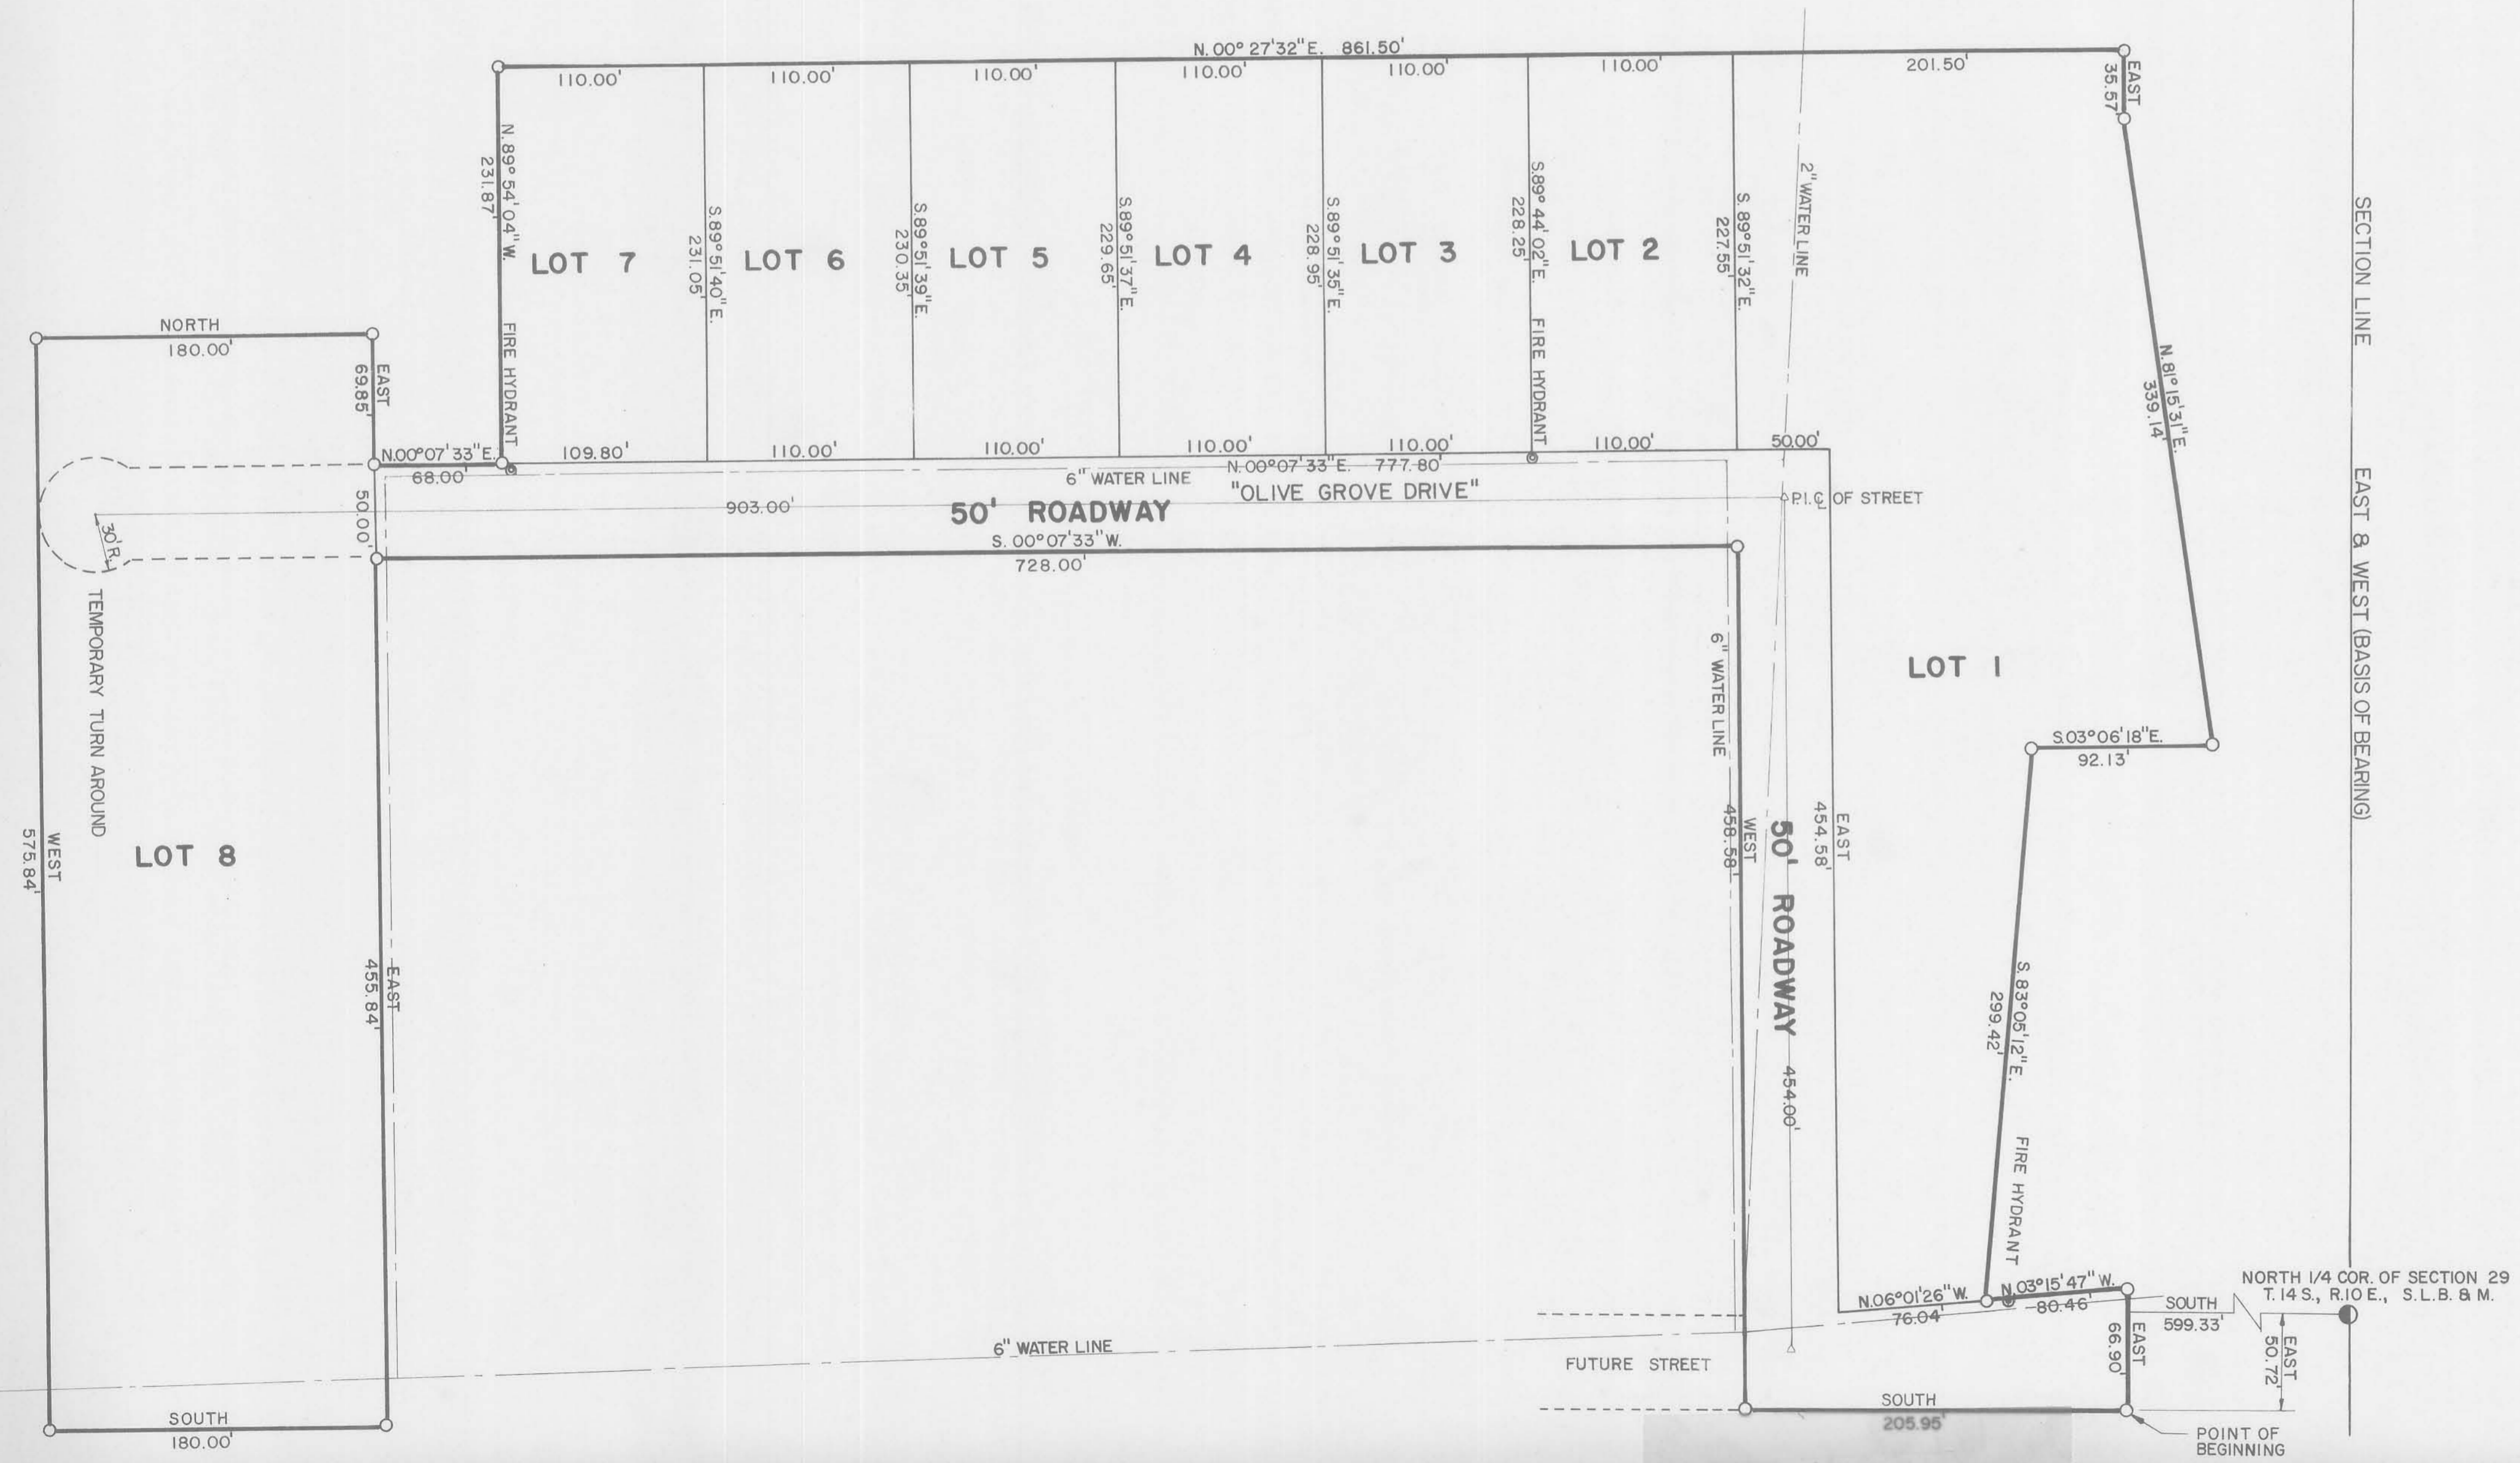 N. 00° 27' 32" E. 861.50'
110.00'
110.00'
110.00'
110.00'
110.00'
110.00'
201.50'
EAST
35.57'
N. 89° 54' 04" W.
231.87'
FIRE HYDRANT
LOT 7
S. 89° 51' 40" E.
231.05'
LOT 6
S. 89° 51' 39" E.
230.35'
LOT 5
S. 89° 51' 37" E.
229.65'
LOT 4
S. 89° 51' 35" E.
228.95'
LOT 3
S. 89° 44' 02" E.
228.25'
FIRE HYDRANT
LOT 2
S. 89° 51' 32" E.
227.55'
2" WATER LINE
N. 81° 15' 31" E.
339.14'
SECTION LINE
EAST & WEST (BASIS OF BEARING)
NORTH
180.00'
EAST
69.85'
N. 00° 07' 33" E.
68.00'
109.80'
110.00'
110.00'
110.00'
110.00'
110.00'
50.00'
N. 00° 07' 33" E. 777.80'
6" WATER LINE
"OLIVE GROVE DRIVE"
903.00'
50' ROADWAY
P.I. ℄ OF STREET
50.00'
30' R.
S. 00° 07' 33" W.
728.00'
TEMPORARY TURN AROUND
WEST
575.84'
LOT 8
EAST
455.84'
6" WATER LINE
WEST
458.58'
50' ROADWAY 454.00'
EAST
454.58'
LOT 1
S. 03° 06' 18" E.
92.13'
S. 83° 05' 12" E.
299.42'
FIRE HYDRANT
N. 06° 01' 26" W.
76.04'
N. 03° 15' 47" W.
80.46'
SOUTH
599.33'
NORTH 1/4 COR. OF SECTION 29
T. 14 S., R. 10 E., S.L.B. & M.
EAST
66.90'
EAST
50.72'
6" WATER LINE
FUTURE STREET
SOUTH
180.00'
SOUTH
205.95'
POINT OF
BEGINNING